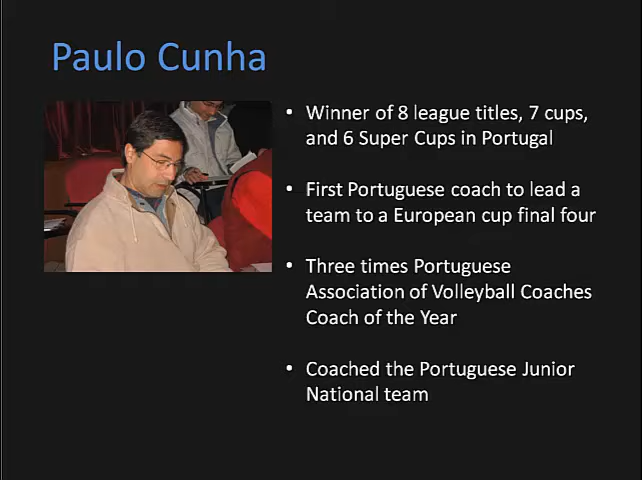 Paulo Cunha
• Winner of 8 league titles, 7 cups,
and 6 Super Cups in Portugal
• First Portuguese coach to lead a
team to a European cup final four
• Three times Portuguese
Association of Volleyball Coaches
Coach of the Year
• Coached the Portuguese Junior
National team